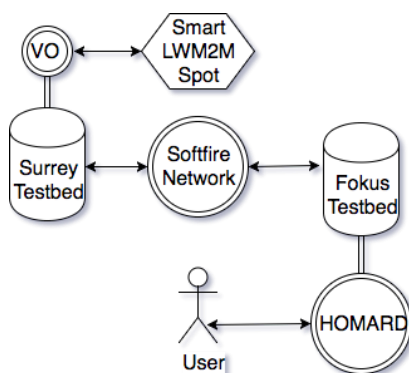 VO
Smart
LWM2M
Spot
Surrey
Testbed
Softfire
Network
Fokus
Testbed
HOMARD
User